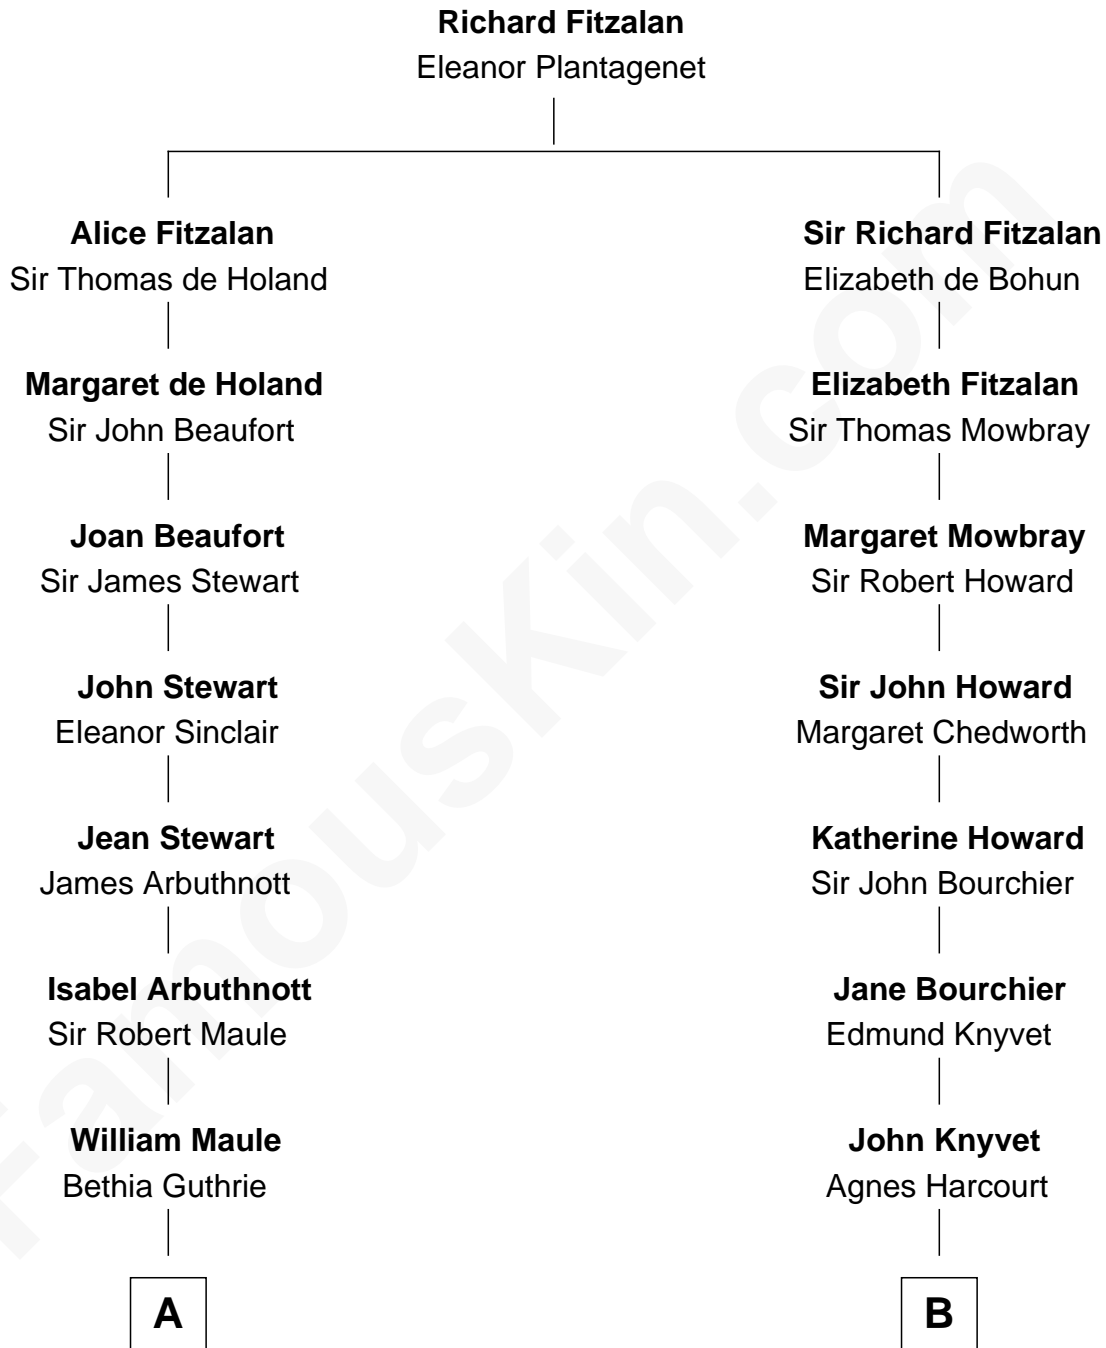 Richard Fitzalan
Eleanor Plantagenet
Alice Fitzalan
Sir Thomas de Holand
Sir Richard Fitzalan
Elizabeth de Bohun
Margaret de Holand
Sir John Beaufort
Elizabeth Fitzalan
Sir Thomas Mowbray
Joan Beaufort
Sir James Stewart
Margaret Mowbray
Sir Robert Howard
John Stewart
Eleanor Sinclair
Sir John Howard
Margaret Chedworth
Jean Stewart
James Arbuthnott
Katherine Howard
Sir John Bourchier
Isabel Arbuthnott
Sir Robert Maule
Jane Bourchier
Edmund Knyvet
William Maule
Bethia Guthrie
John Knyvet
Agnes Harcourt
A
B
FamousKin.com